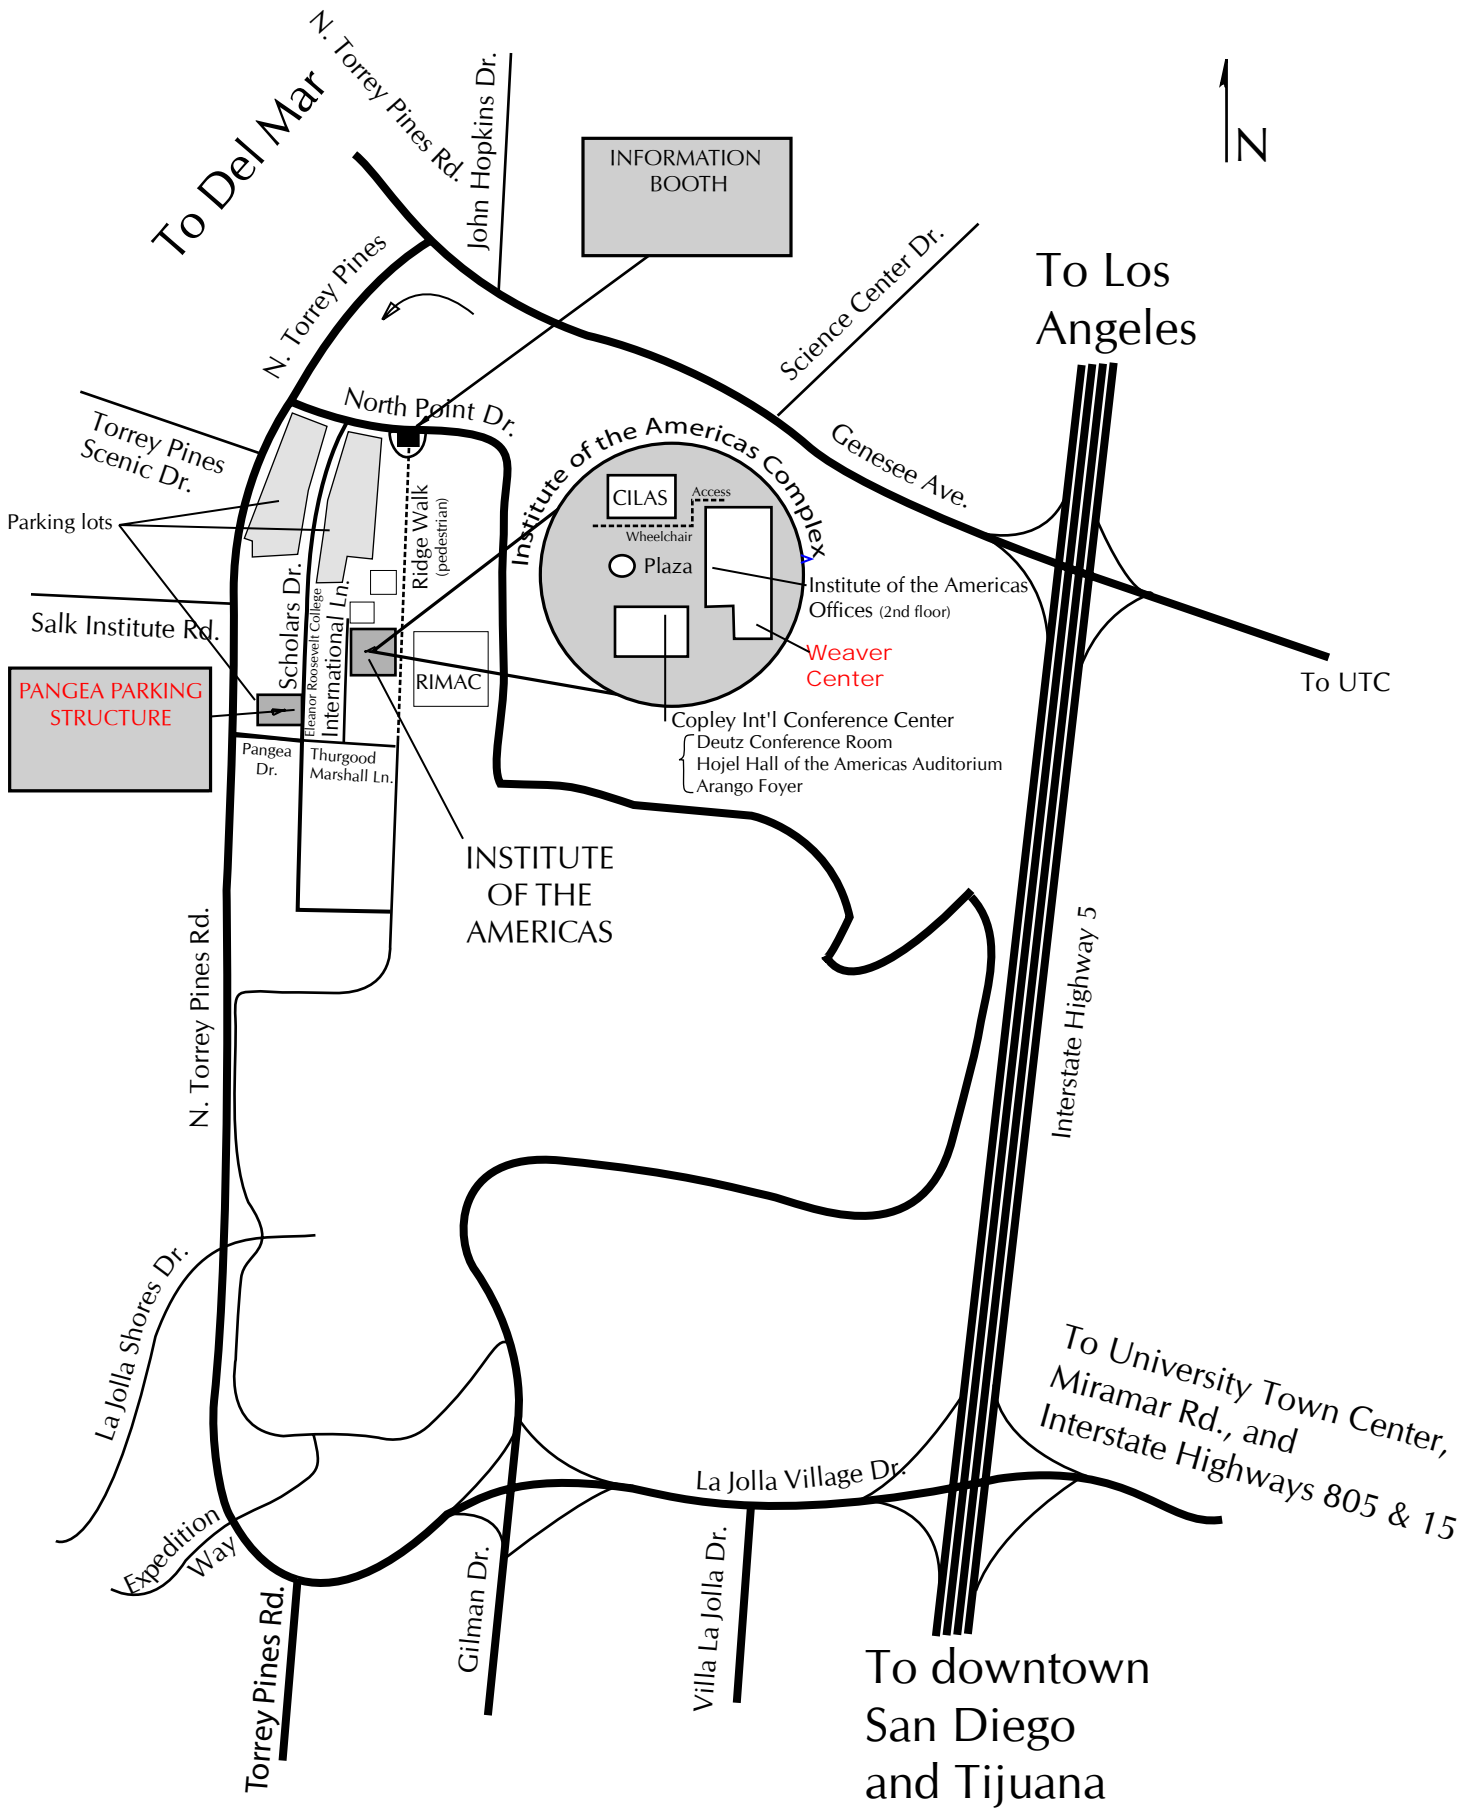 N. Torrey Pines Rd.
John Hopkins Dr.
To Del Mar
N
INFORMATION
BOOTH
N. Torrey Pines
Science Center Dr.
To Los
Angeles
North Point Dr.
Torrey Pines
Scenic Dr.
Genesee Ave.
Institute of the Americas Complex
CILAS
Access
Wheelchair
Plaza
Parking lots
Ridge Walk
(pedestrian)
Institute of the Americas
Offices (2nd floor)
Salk Institute Rd.
Scholars Dr.
Eleanor Roosevelt College
International Ln.
RIMAC
Weaver
Center
To UTC
PANGEA PARKING
STRUCTURE
Copley Int'l Conference Center
Deutz Conference Room
Hojel Hall of the Americas Auditorium
Arango Foyer
Pangea
Dr.
Thurgood
Marshall Ln.
INSTITUTE
OF THE
AMERICAS
N. Torrey Pines Rd.
Interstate Highway 5
La Jolla Shores Dr.
To University Town Center,
Miramar Rd., and
Interstate Highways 805 & 15
La Jolla Village Dr.
Expedition
Way
Torrey Pines Rd.
Gilman Dr.
Villa La Jolla Dr.
To downtown
San Diego
and Tijuana